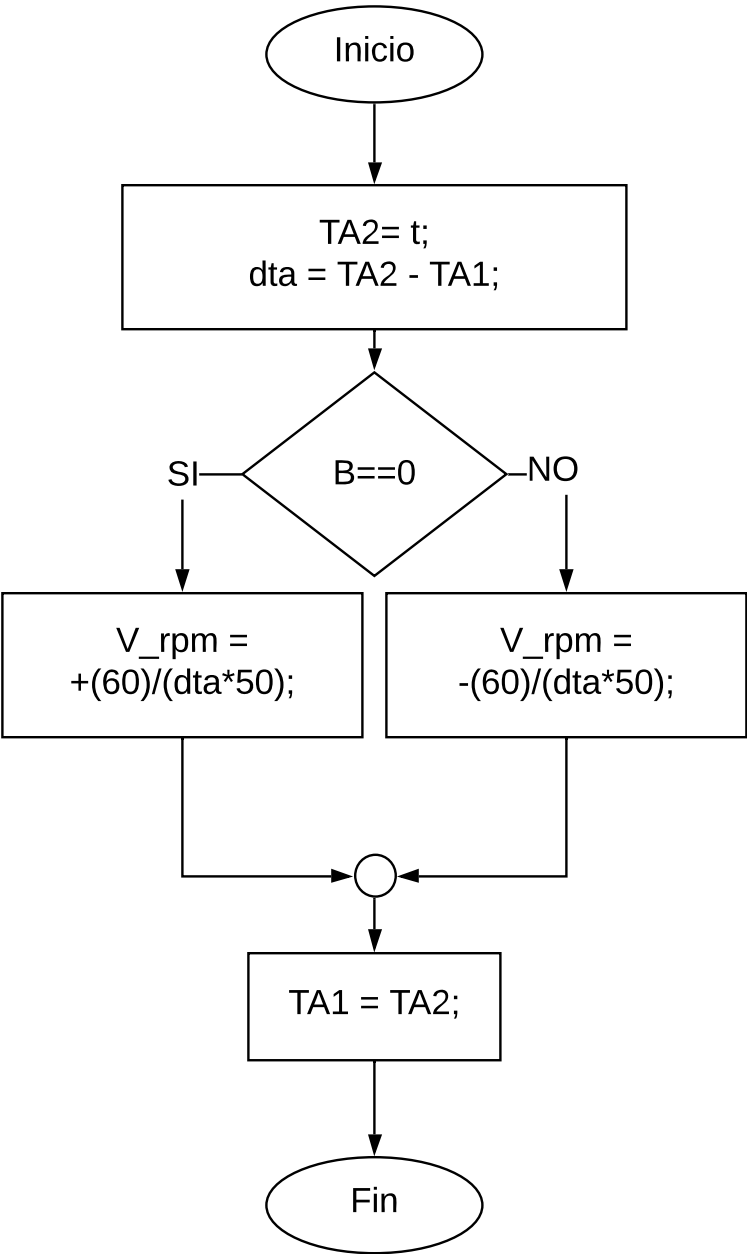 Inicio
TA2= t;
dta = TA2 - TA1;
B==0
SI
NO
V_rpm =
+(60)/(dta*50);
V_rpm =
-(60)/(dta*50);
TA1 = TA2;
Fin